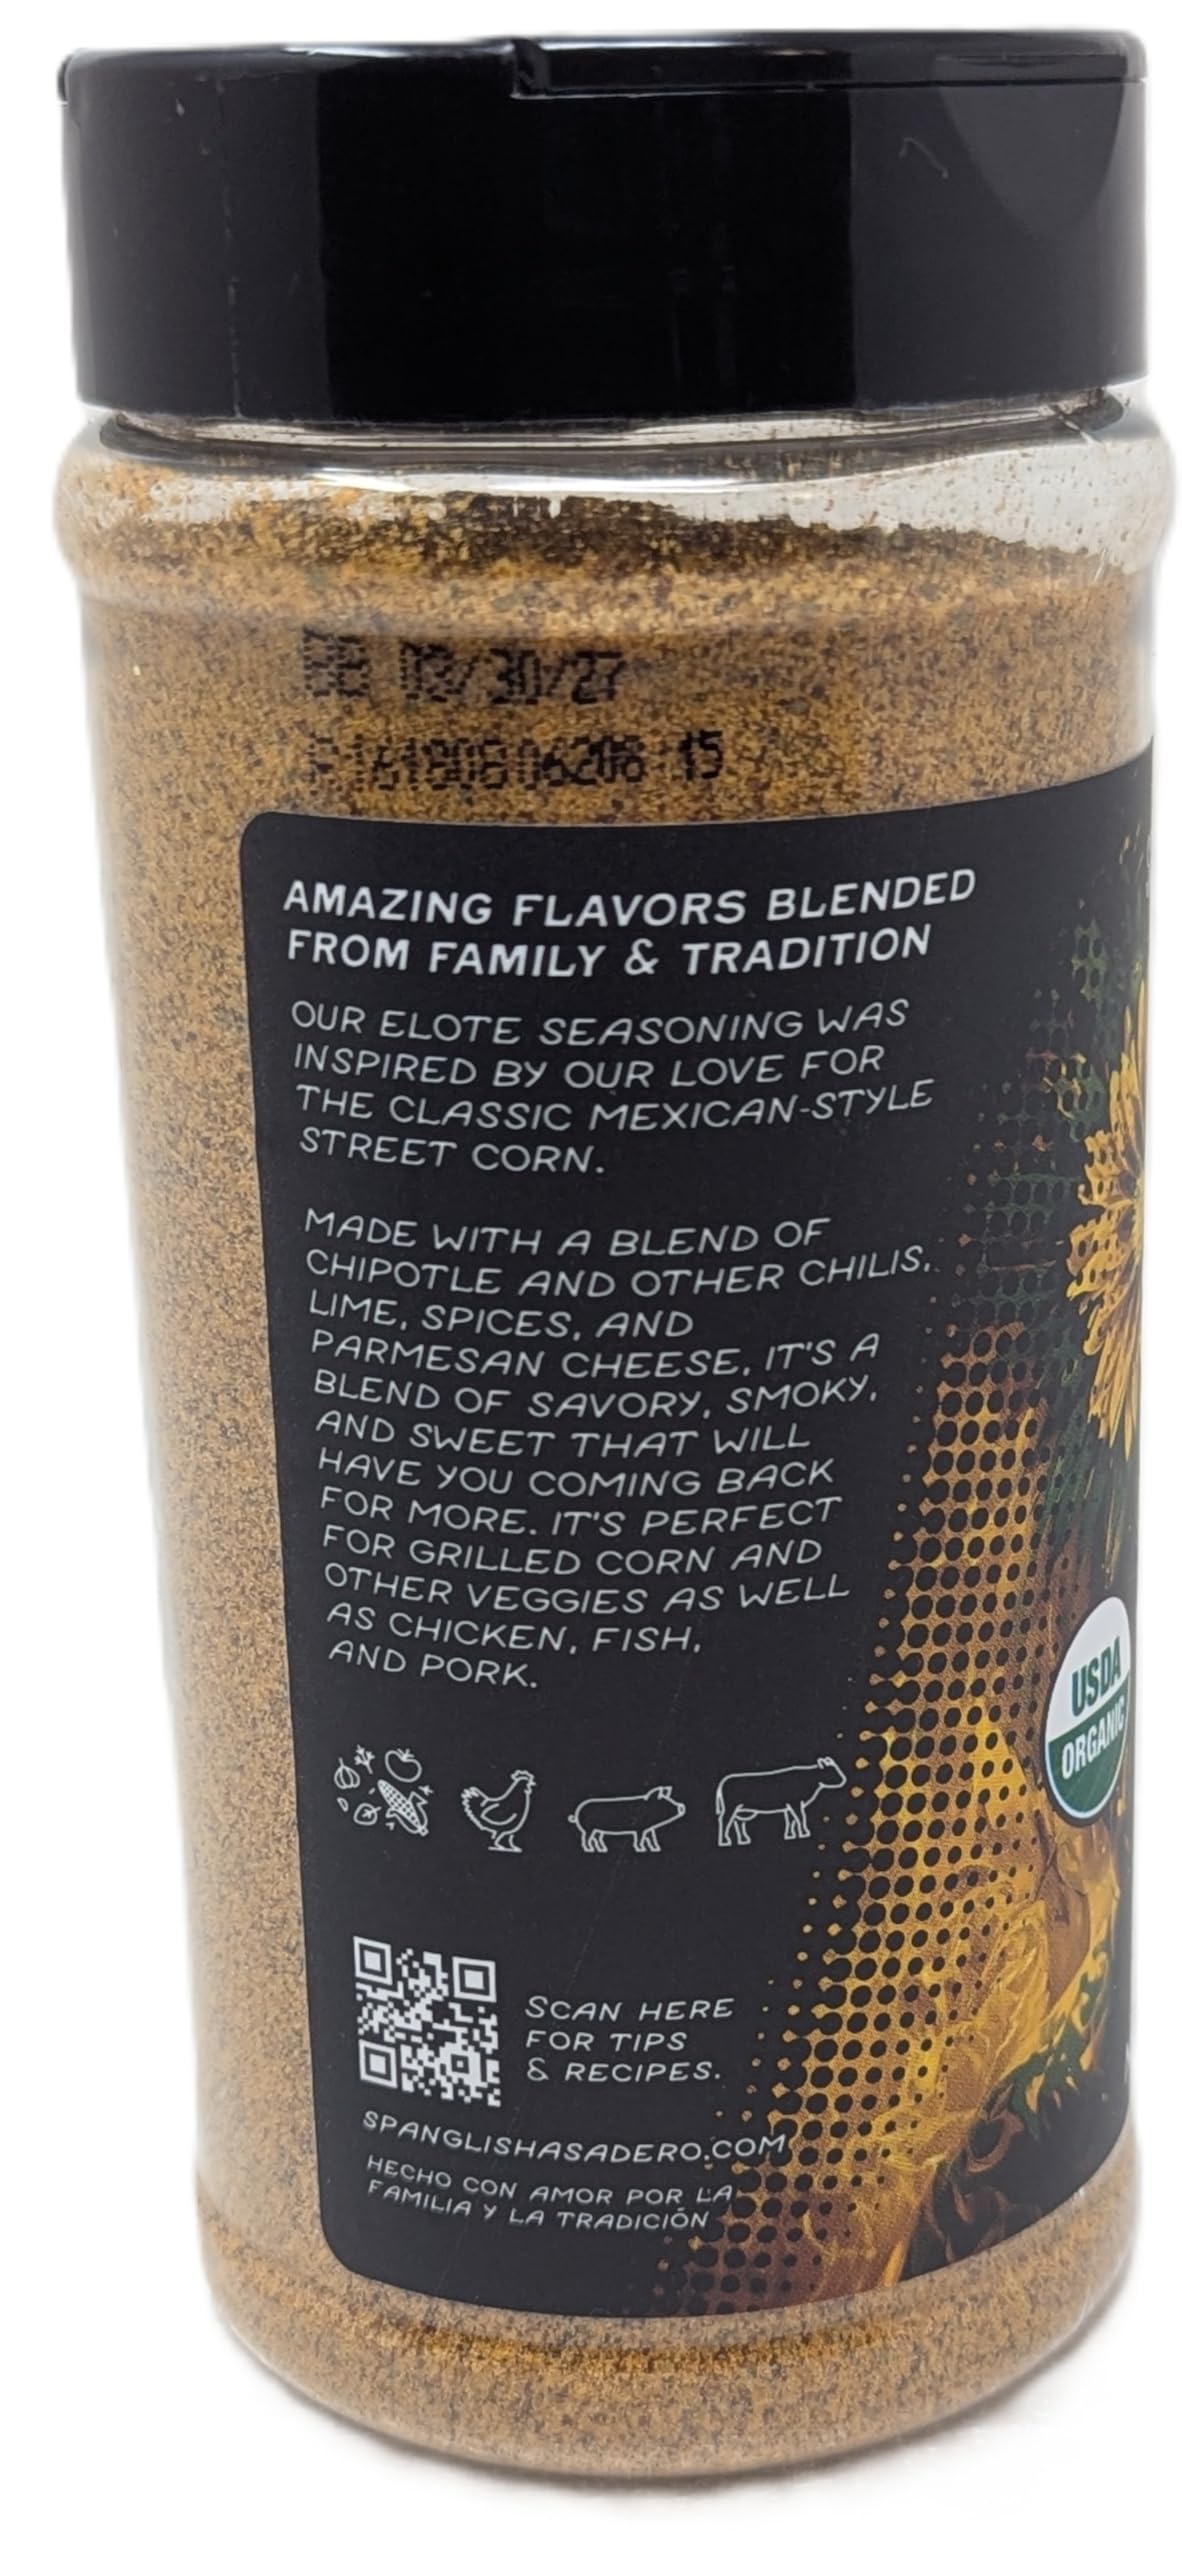 BB 03/30/27
15
AMAZING FLAVORS BLENDED
FROM FAMILY & TRADITION
OUR ELOTE SEASONING WAS
INSPIRED BY OUR LOVE FOR
THE CLASSIC MEXICAN-STYLE
STREET CORN.
MADE WITH A BLEND OF
CHIPOTLE AND OTHER CHILIS,
LIME, SPICES, AND
PARMESAN CHEESE, IT'S A
BLEND OF SAVORY, SMOKY,
AND SWEET THAT WILL
HAVE YOU COMING BACK
FOR MORE. IT'S PERFECT
FOR GRILLED CORN AND
OTHER VEGGIES AS WELL
AS CHICKEN, FISH,
AND PORK.
USDA
ORGANIC
SCAN HERE
FOR TIPS
& RECIPES.
SPANGLISHASADERO.COM
HECHO CON AMOR POR LA
FAMILIA Y LA TRADICIÓN